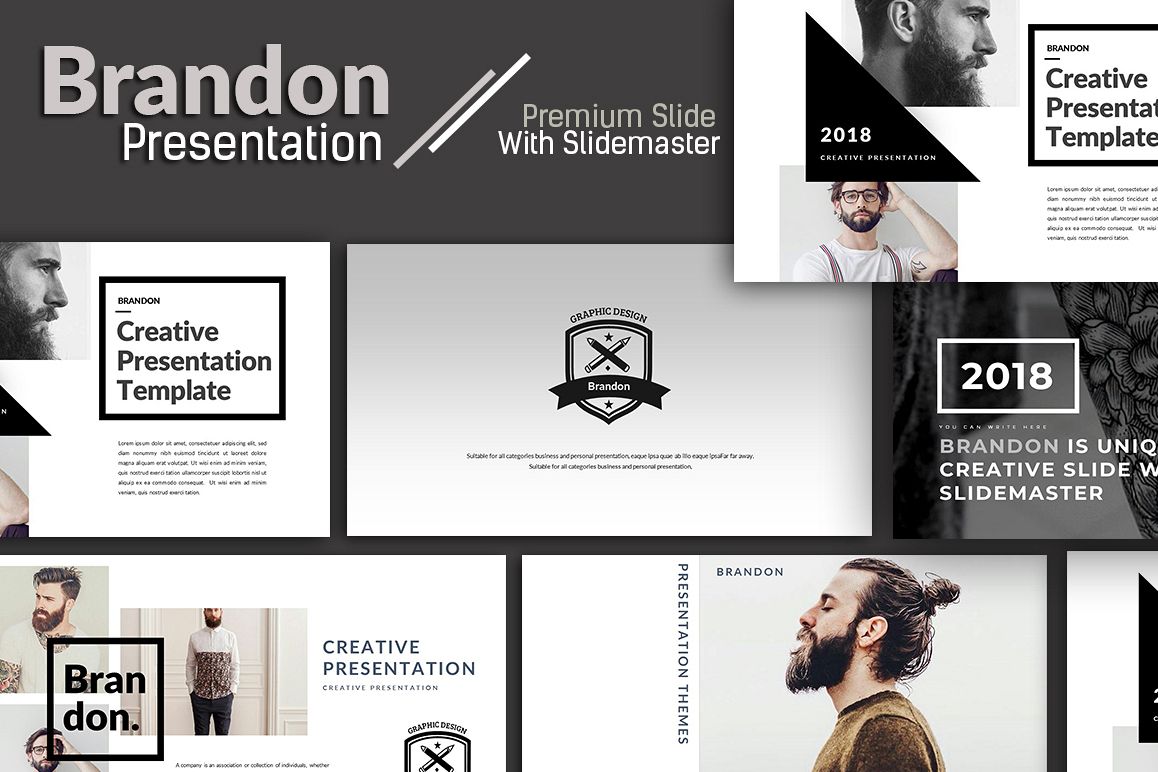 Brandon
Presentation
Premium Slide
With Slidemaster
2018
CREATIVE PRESENTATION
BRANDON
Creative
Presentat
Template
Lorem ipsum dolor sit amet, consectetuer ad
diam nonummy nibh euismod tincidunt ut
magna aliquam erat volutpat. Ut wisi enim ad
quis nostrud exerci tation ullamcorper suscipit
aliquip ex ea commodo consequat. Ut wisi e
veniam, quis nostrud exerci tation.
N
BRANDON
Creative
Presentation
Template
Lorem ipsum dolor sit amet, consectetuer adipiscing elit, sed
diam nonummy nibh euismod tincidunt ut laoreet dolore
magna aliquam erat volutpat. Ut wisi enim ad minim veniam,
quis nostrud exerci tation ullamcorper suscipit lobortis nisl ut
aliquip ex ea commodo consequat. Ut wisi enim ad minim
veniam, quis nostrud exerci tation.
GRAPHIC DESIGN
Brandon
Suitable for all categories business and personal presentation, eaque ipsa quae ab illo eaque ipsaFar far away,
Suitable for all categories business and personal presentation,
2018
YOU CAN WRITE HERE
BRANDON IS UNIQ
CREATIVE SLIDE W
SLIDEMASTER
Bran
don.
CREATIVE
PRESENTATION
CREATIVE PRESENTATION
GRAPHIC DESIGN
A company is an association or collection of individuals, whether
PRESENTATION THEMES
BRANDON